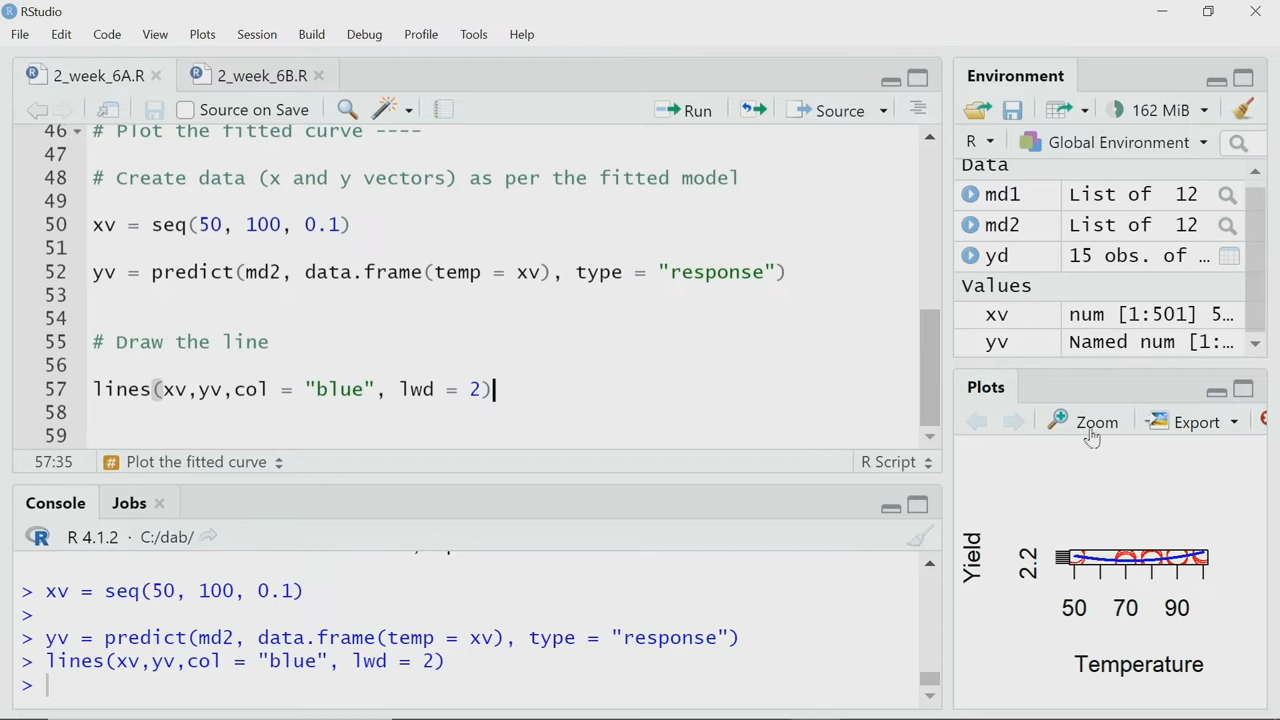 RStudio
File Edit Code View Plots Session Build Debug Profile Tools Help
2_week_6A.R 2_week_6B.R
Source on Save Run Source
46 # Plot the fitted curve ----
47
48 # Create data (x and y vectors) as per the fitted model
49
50 xv = seq(50, 100, 0.1)
51
52 yv = predict(md2, data.frame(temp = xv), type = "response")
53
54
55 # Draw the line
56
57 lines(xv,yv,col = "blue", lwd = 2)
58
59
57:35 # Plot the fitted curve R Script
Console Jobs
R 4.1.2 · C:/dab/
> xv = seq(50, 100, 0.1)
>
> yv = predict(md2, data.frame(temp = xv), type = "response")
> lines(xv,yv,col = "blue", lwd = 2)
>
Environment
162 MiB
R Global Environment
Data
md1 List of 12
md2 List of 12
yd 15 obs. of ...
Values
xv num [1:501] 5...
yv Named num [1:...
Plots
Zoom Export
Yield
2.2
50 70 90
Temperature